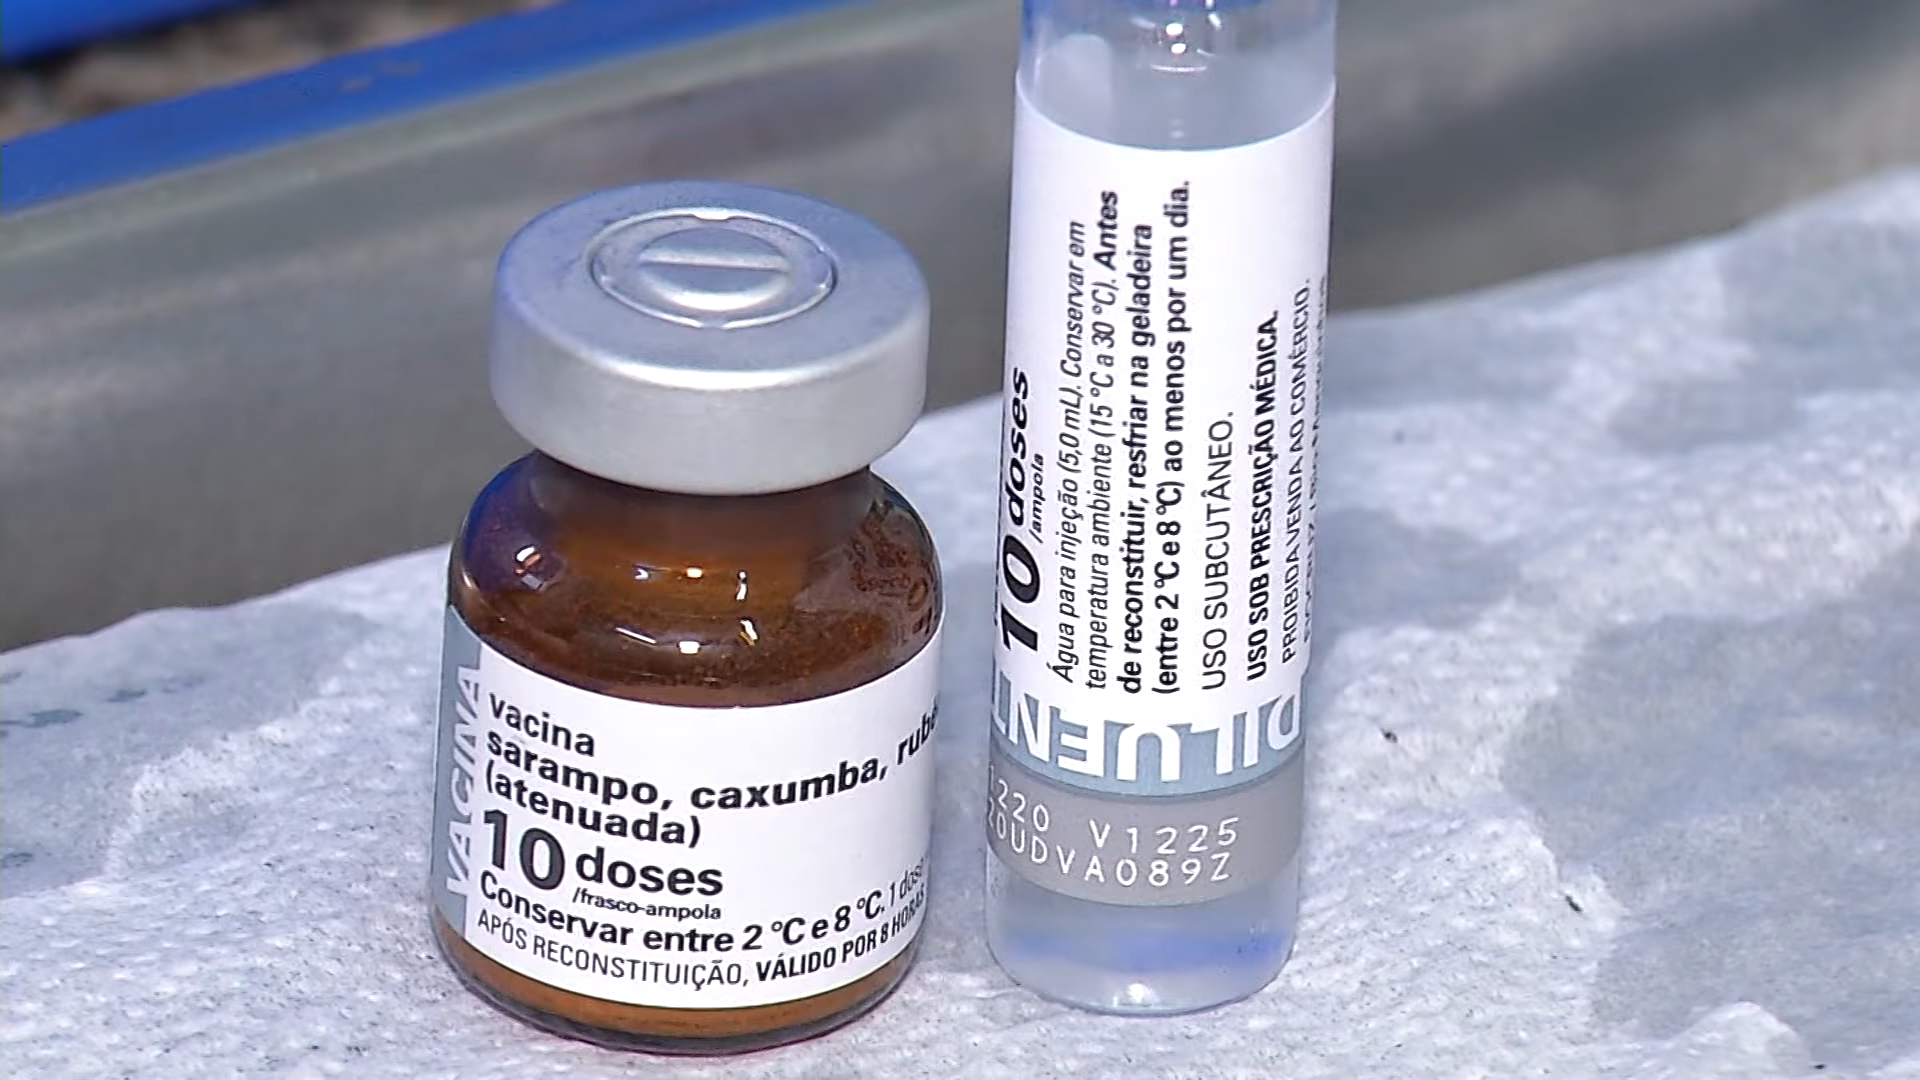 VACINA
vacina
sarampo, caxumba,
(atenuada)
10 doses
/frasco-ampola
Conservar entre 2 °C e 8 °C. 1
APÓS RECONSTITUIÇÃO, VÁLIDO POR 8 HORAS
10 doses
/ampola
Água para injeção (5,0 mL). Conservar em
temperatura ambiente (15 °C a 30 °C). Antes
de reconstituir, resfriar na geladeira
(entre 2 °C e 8 °C) ao menos por um dia.
USO SUBCUTÂNEO.
USO SOB PRESCRIÇÃO MÉDICA.
PROIBIDA VENDA AO COMÉRCIO.
DILUENT
220 V1225
UDVA089Z